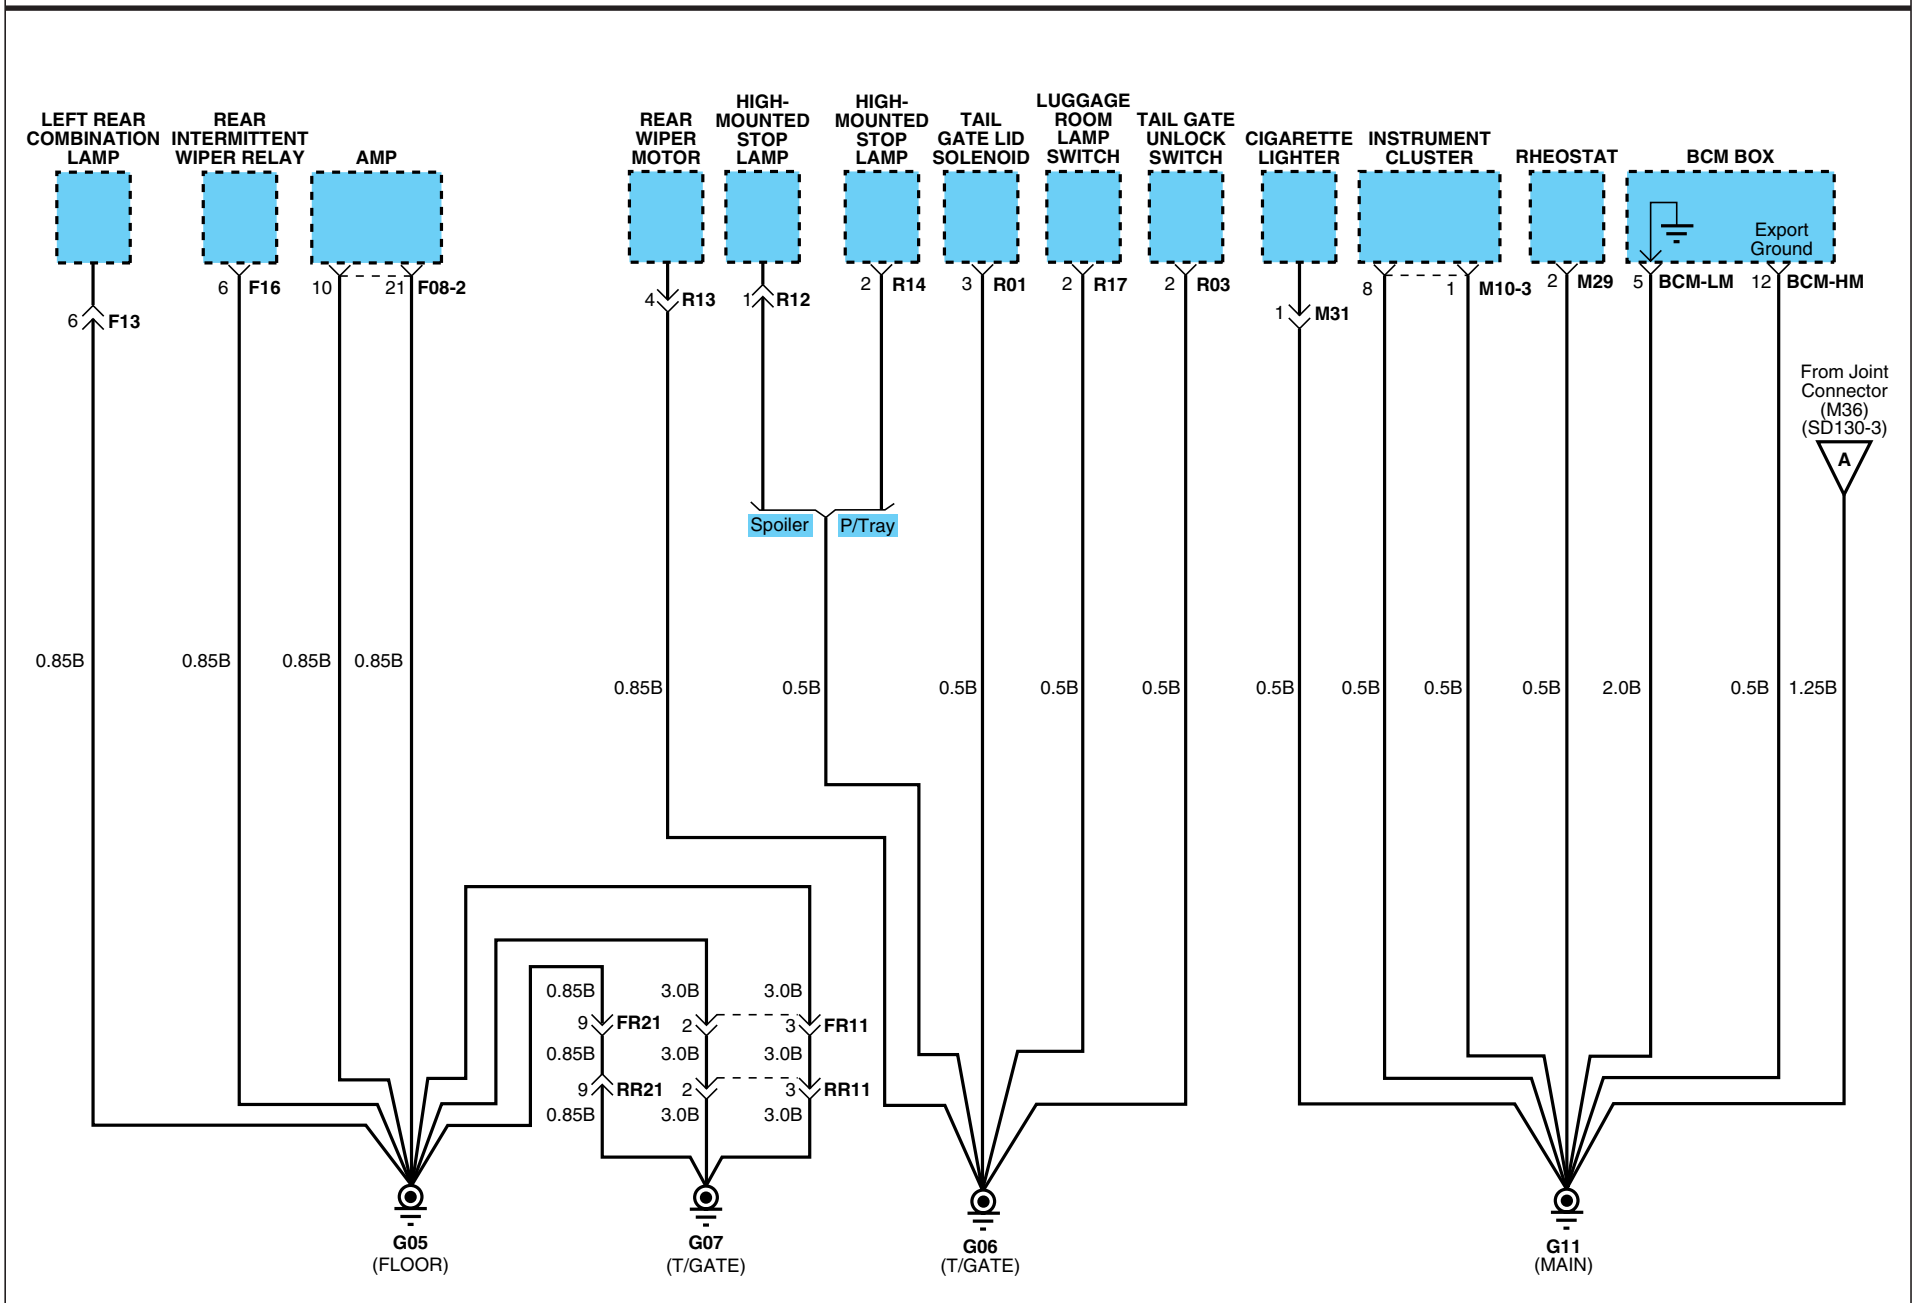 LEFT REAR
COMBINATION
LAMP
REAR
INTERMITTENT
WIPER RELAY
AMP
REAR
WIPER
MOTOR
HIGH-
MOUNTED
STOP
LAMP
HIGH-
MOUNTED
STOP
LAMP
TAIL
GATE LID
SOLENOID
LUGGAGE
ROOM
LAMP
SWITCH
TAIL GATE
UNLOCK
SWITCH
CIGARETTE
LIGHTER
INSTRUMENT
CLUSTER
RHEOSTAT
BCM BOX
Export
Ground
6 F13
6 F16
10
21 F08-2
4 R13
1 R12
2 R14
3 R01
2 R17
2 R03
1 M31
8
1 M10-3
2 M29
5 BCM-LM
12 BCM-HM
From Joint
Connector
(M36)
(SD130-3)
A
Spoiler
P/Tray
0.85B
0.85B
0.85B
0.85B
0.85B
0.5B
0.5B
0.5B
0.5B
0.5B
0.5B
0.5B
0.5B
2.0B
0.5B
1.25B
0.85B
3.0B
3.0B
9 FR21
2
3 FR11
0.85B
3.0B
3.0B
9 RR21
2
3 RR11
0.85B
3.0B
3.0B
G05
(FLOOR)
G07
(T/GATE)
G06
(T/GATE)
G11
(MAIN)